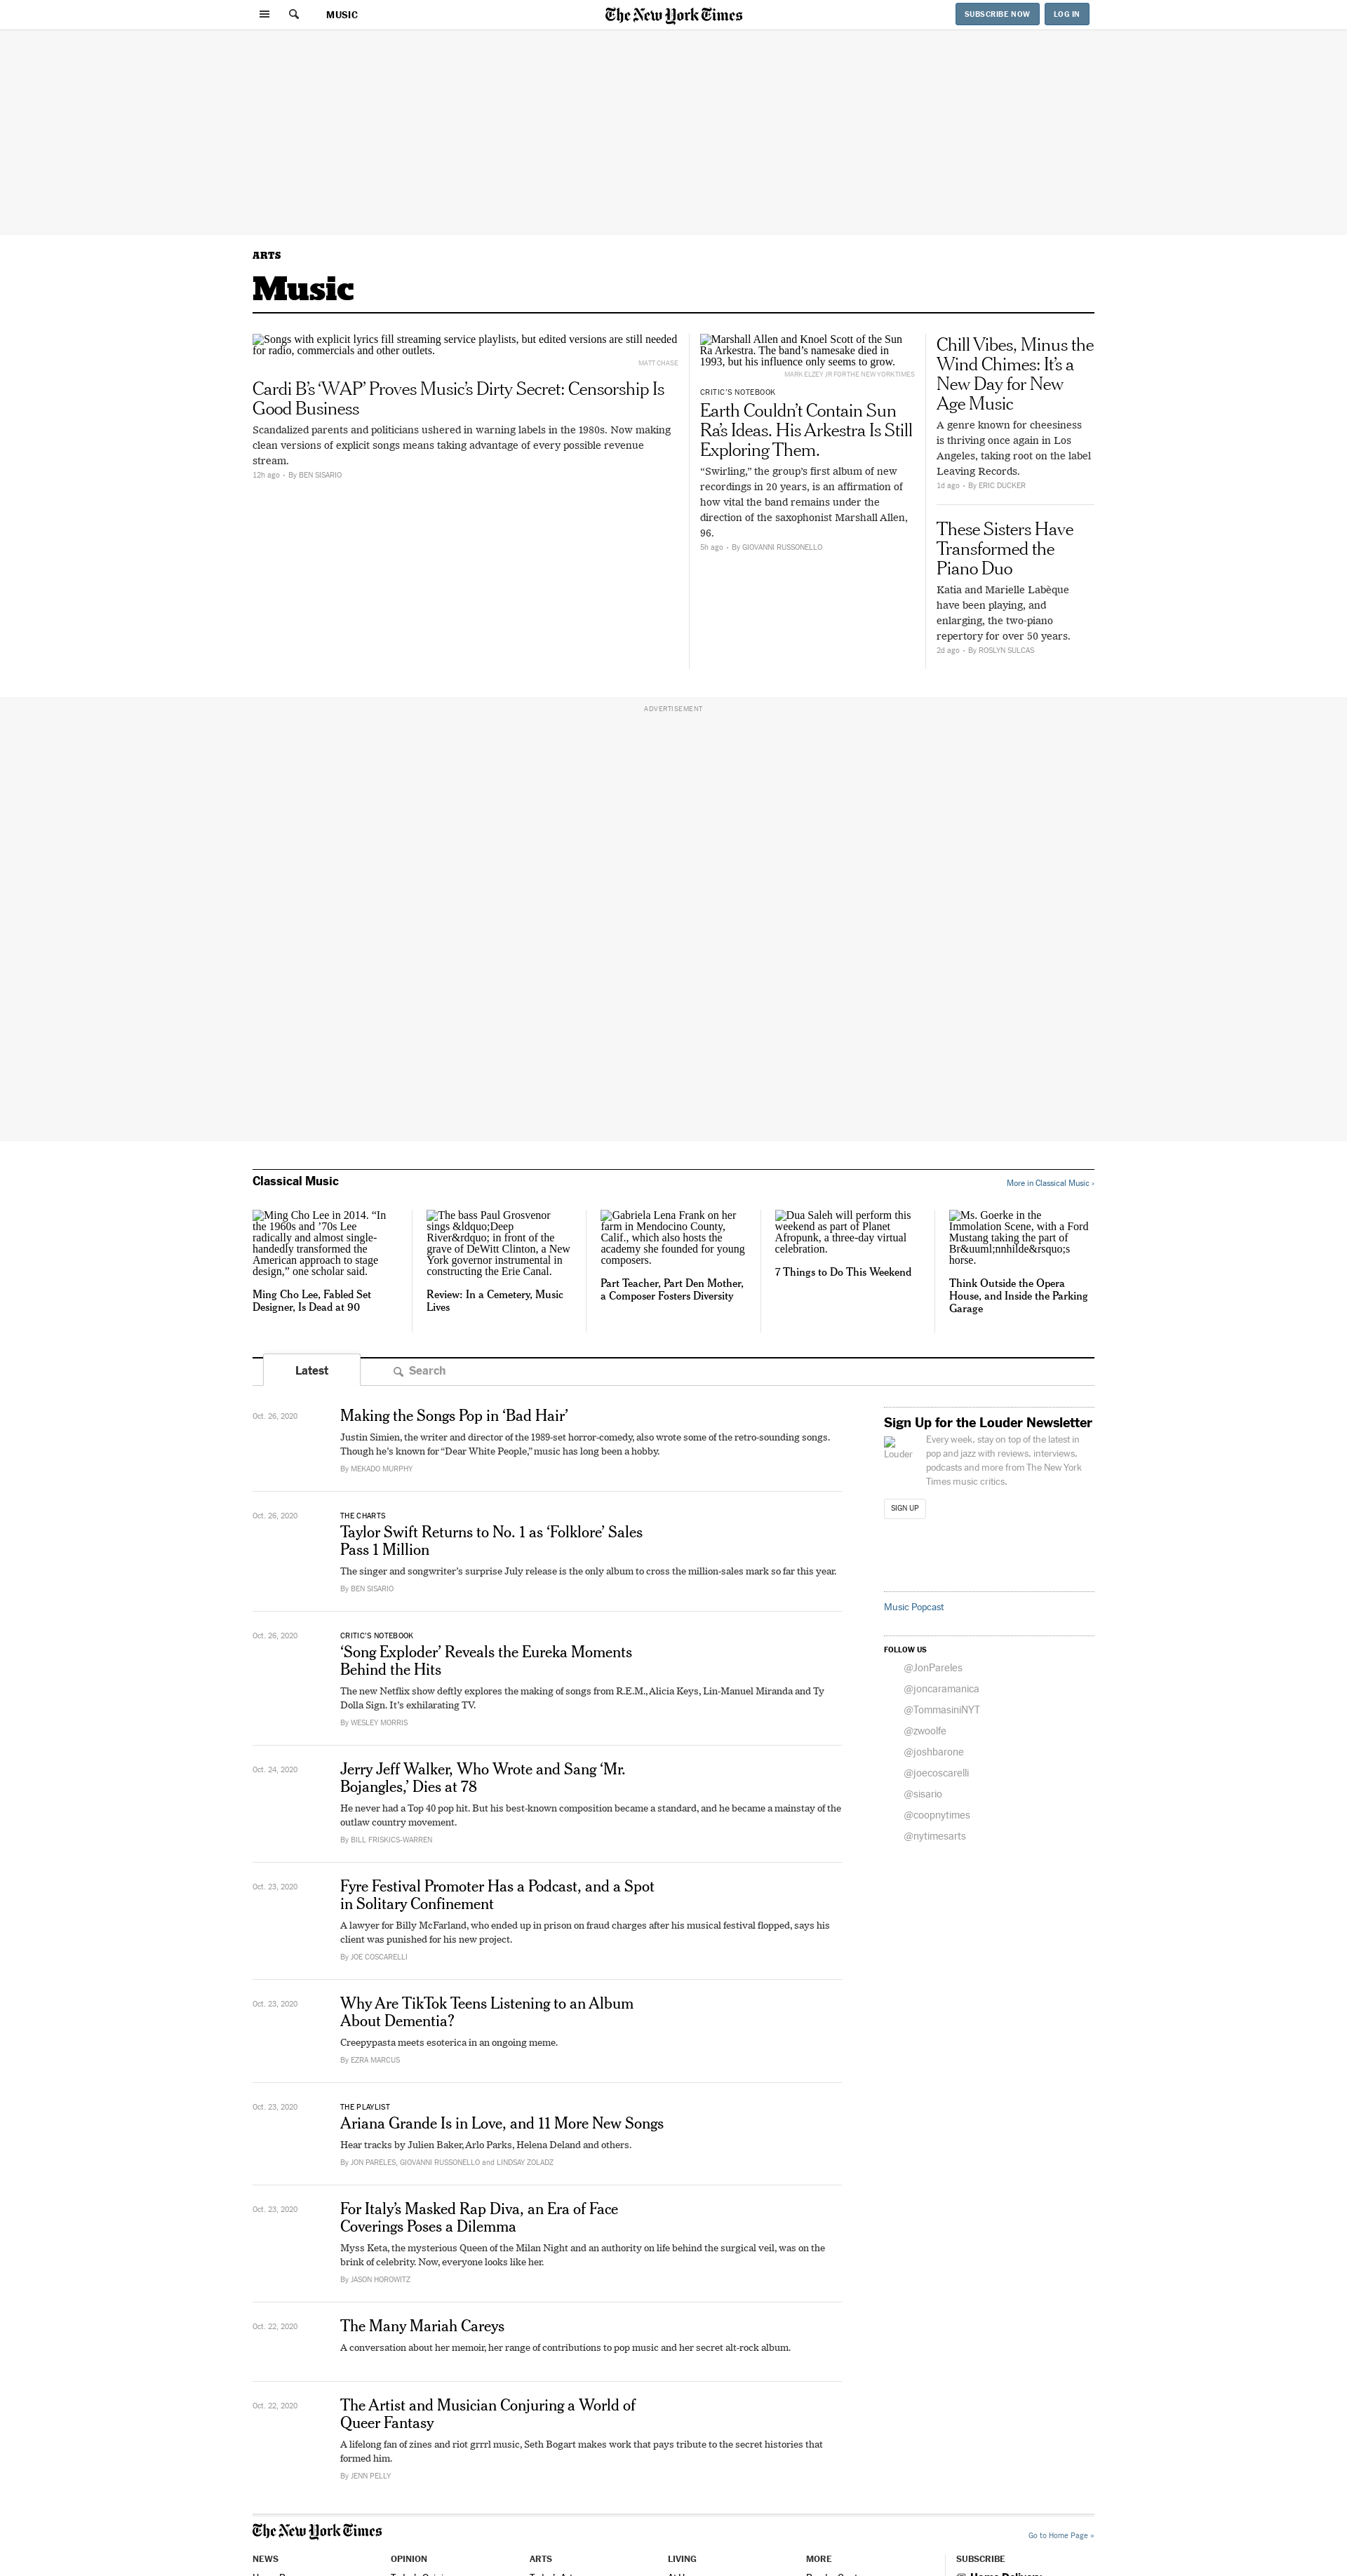 MUSIC
The New York Times
SUBSCRIBE NOW
LOG IN
ARTS
Music
Songs with explicit lyrics fill streaming service playlists, but edited versions are still needed
for radio, commercials and other outlets.
MATT CHASE
Cardi B’s ‘WAP’ Proves Music’s Dirty Secret: Censorship Is
Good Business
Scandalized parents and politicians ushered in warning labels in the 1980s. Now making
clean versions of explicit songs means taking advantage of every possible revenue
stream.
12h ago • By BEN SISARIO
Marshall Allen and Knoel Scott of the Sun
Ra Arkestra. The band’s namesake died in
1993, but his influence only seems to grow.
MARK ELZEY JR FOR THE NEW YORK TIMES
CRITIC’S NOTEBOOK
Earth Couldn’t Contain Sun
Ra’s Ideas. His Arkestra Is Still
Exploring Them.
“Swirling,” the group’s first album of new
recordings in 20 years, is an affirmation of
how vital the band remains under the
direction of the saxophonist Marshall Allen,
96.
5h ago • By GIOVANNI RUSSONELLO
Chill Vibes, Minus the
Wind Chimes: It’s a
New Day for New
Age Music
A genre known for cheesiness
is thriving once again in Los
Angeles, taking root on the label
Leaving Records.
1d ago • By ERIC DUCKER
These Sisters Have
Transformed the
Piano Duo
Katia and Marielle Labèque
have been playing, and
enlarging, the two-piano
repertory for over 50 years.
2d ago • By ROSLYN SULCAS
ADVERTISEMENT
Classical Music
More in Classical Music ›
Ming Cho Lee in 2014. “In
the 1960s and ’70s Lee
radically and almost single-
handedly transformed the
American approach to stage
design,” one scholar said.
Ming Cho Lee, Fabled Set
Designer, Is Dead at 90
The bass Paul Grosvenor
sings &ldquo;Deep
River&rdquo; in front of the
grave of DeWitt Clinton, a New
York governor instrumental in
constructing the Erie Canal.
Review: In a Cemetery, Music
Lives
Gabriela Lena Frank on her
farm in Mendocino County,
Calif., which also hosts the
academy she founded for young
composers.
Part Teacher, Part Den Mother,
a Composer Fosters Diversity
Dua Saleh will perform this
weekend as part of Planet
Afropunk, a three-day virtual
celebration.
7 Things to Do This Weekend
Ms. Goerke in the
Immolation Scene, with a Ford
Mustang taking the part of
Br&uuml;nnhilde&rsquo;s
horse.
Think Outside the Opera
House, and Inside the Parking
Garage
Latest
Search
Oct. 26, 2020
Making the Songs Pop in ‘Bad Hair’
Justin Simien, the writer and director of the 1989-set horror-comedy, also wrote some of the retro-sounding songs.
Though he’s known for “Dear White People,” music has long been a hobby.
By MEKADO MURPHY
Oct. 26, 2020
THE CHARTS
Taylor Swift Returns to No. 1 as ‘Folklore’ Sales
Pass 1 Million
The singer and songwriter’s surprise July release is the only album to cross the million-sales mark so far this year.
By BEN SISARIO
Oct. 26, 2020
CRITIC’S NOTEBOOK
‘Song Exploder’ Reveals the Eureka Moments
Behind the Hits
The new Netflix show deftly explores the making of songs from R.E.M., Alicia Keys, Lin-Manuel Miranda and Ty
Dolla Sign. It’s exhilarating TV.
By WESLEY MORRIS
Oct. 24, 2020
Jerry Jeff Walker, Who Wrote and Sang ‘Mr.
Bojangles,’ Dies at 78
He never had a Top 40 pop hit. But his best-known composition became a standard, and he became a mainstay of the
outlaw country movement.
By BILL FRISKICS-WARREN
Oct. 23, 2020
Fyre Festival Promoter Has a Podcast, and a Spot
in Solitary Confinement
A lawyer for Billy McFarland, who ended up in prison on fraud charges after his musical festival flopped, says his
client was punished for his new project.
By JOE COSCARELLI
Oct. 23, 2020
Why Are TikTok Teens Listening to an Album
About Dementia?
Creepypasta meets esoterica in an ongoing meme.
By EZRA MARCUS
Oct. 23, 2020
THE PLAYLIST
Ariana Grande Is in Love, and 11 More New Songs
Hear tracks by Julien Baker, Arlo Parks, Helena Deland and others.
By JON PARELES, GIOVANNI RUSSONELLO and LINDSAY ZOLADZ
Oct. 23, 2020
For Italy’s Masked Rap Diva, an Era of Face
Coverings Poses a Dilemma
Myss Keta, the mysterious Queen of the Milan Night and an authority on life behind the surgical veil, was on the
brink of celebrity. Now, everyone looks like her.
By JASON HOROWITZ
Oct. 22, 2020
The Many Mariah Careys
A conversation about her memoir, her range of contributions to pop music and her secret alt-rock album.
Oct. 22, 2020
The Artist and Musician Conjuring a World of
Queer Fantasy
A lifelong fan of zines and riot grrrl music, Seth Bogart makes work that pays tribute to the secret histories that
formed him.
By JENN PELLY
Sign Up for the Louder Newsletter
Louder
Every week, stay on top of the latest in
pop and jazz with reviews, interviews,
podcasts and more from The New York
Times music critics.
SIGN UP
Music Popcast
FOLLOW US
@JonPareles
@joncaramanica
@TommasiniNYT
@zwoolfe
@joshbarone
@joecoscarelli
@sisario
@coopnytimes
@nytimesarts
The New York Times
Go to Home Page »
NEWS
OPINION
ARTS
LIVING
MORE
SUBSCRIBE